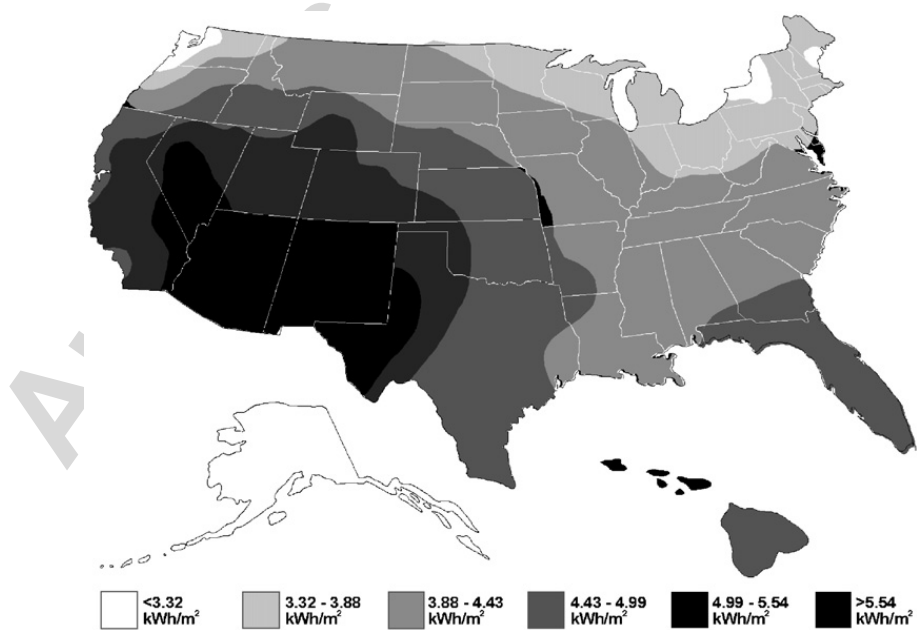 <3.32
kWh/m²
3.32 - 3.88
kWh/m²
3.88 - 4.43
kWh/m²
4.43 - 4.99
kWh/m²
4.99 - 5.54
kWh/m²
>5.54
kWh/m²